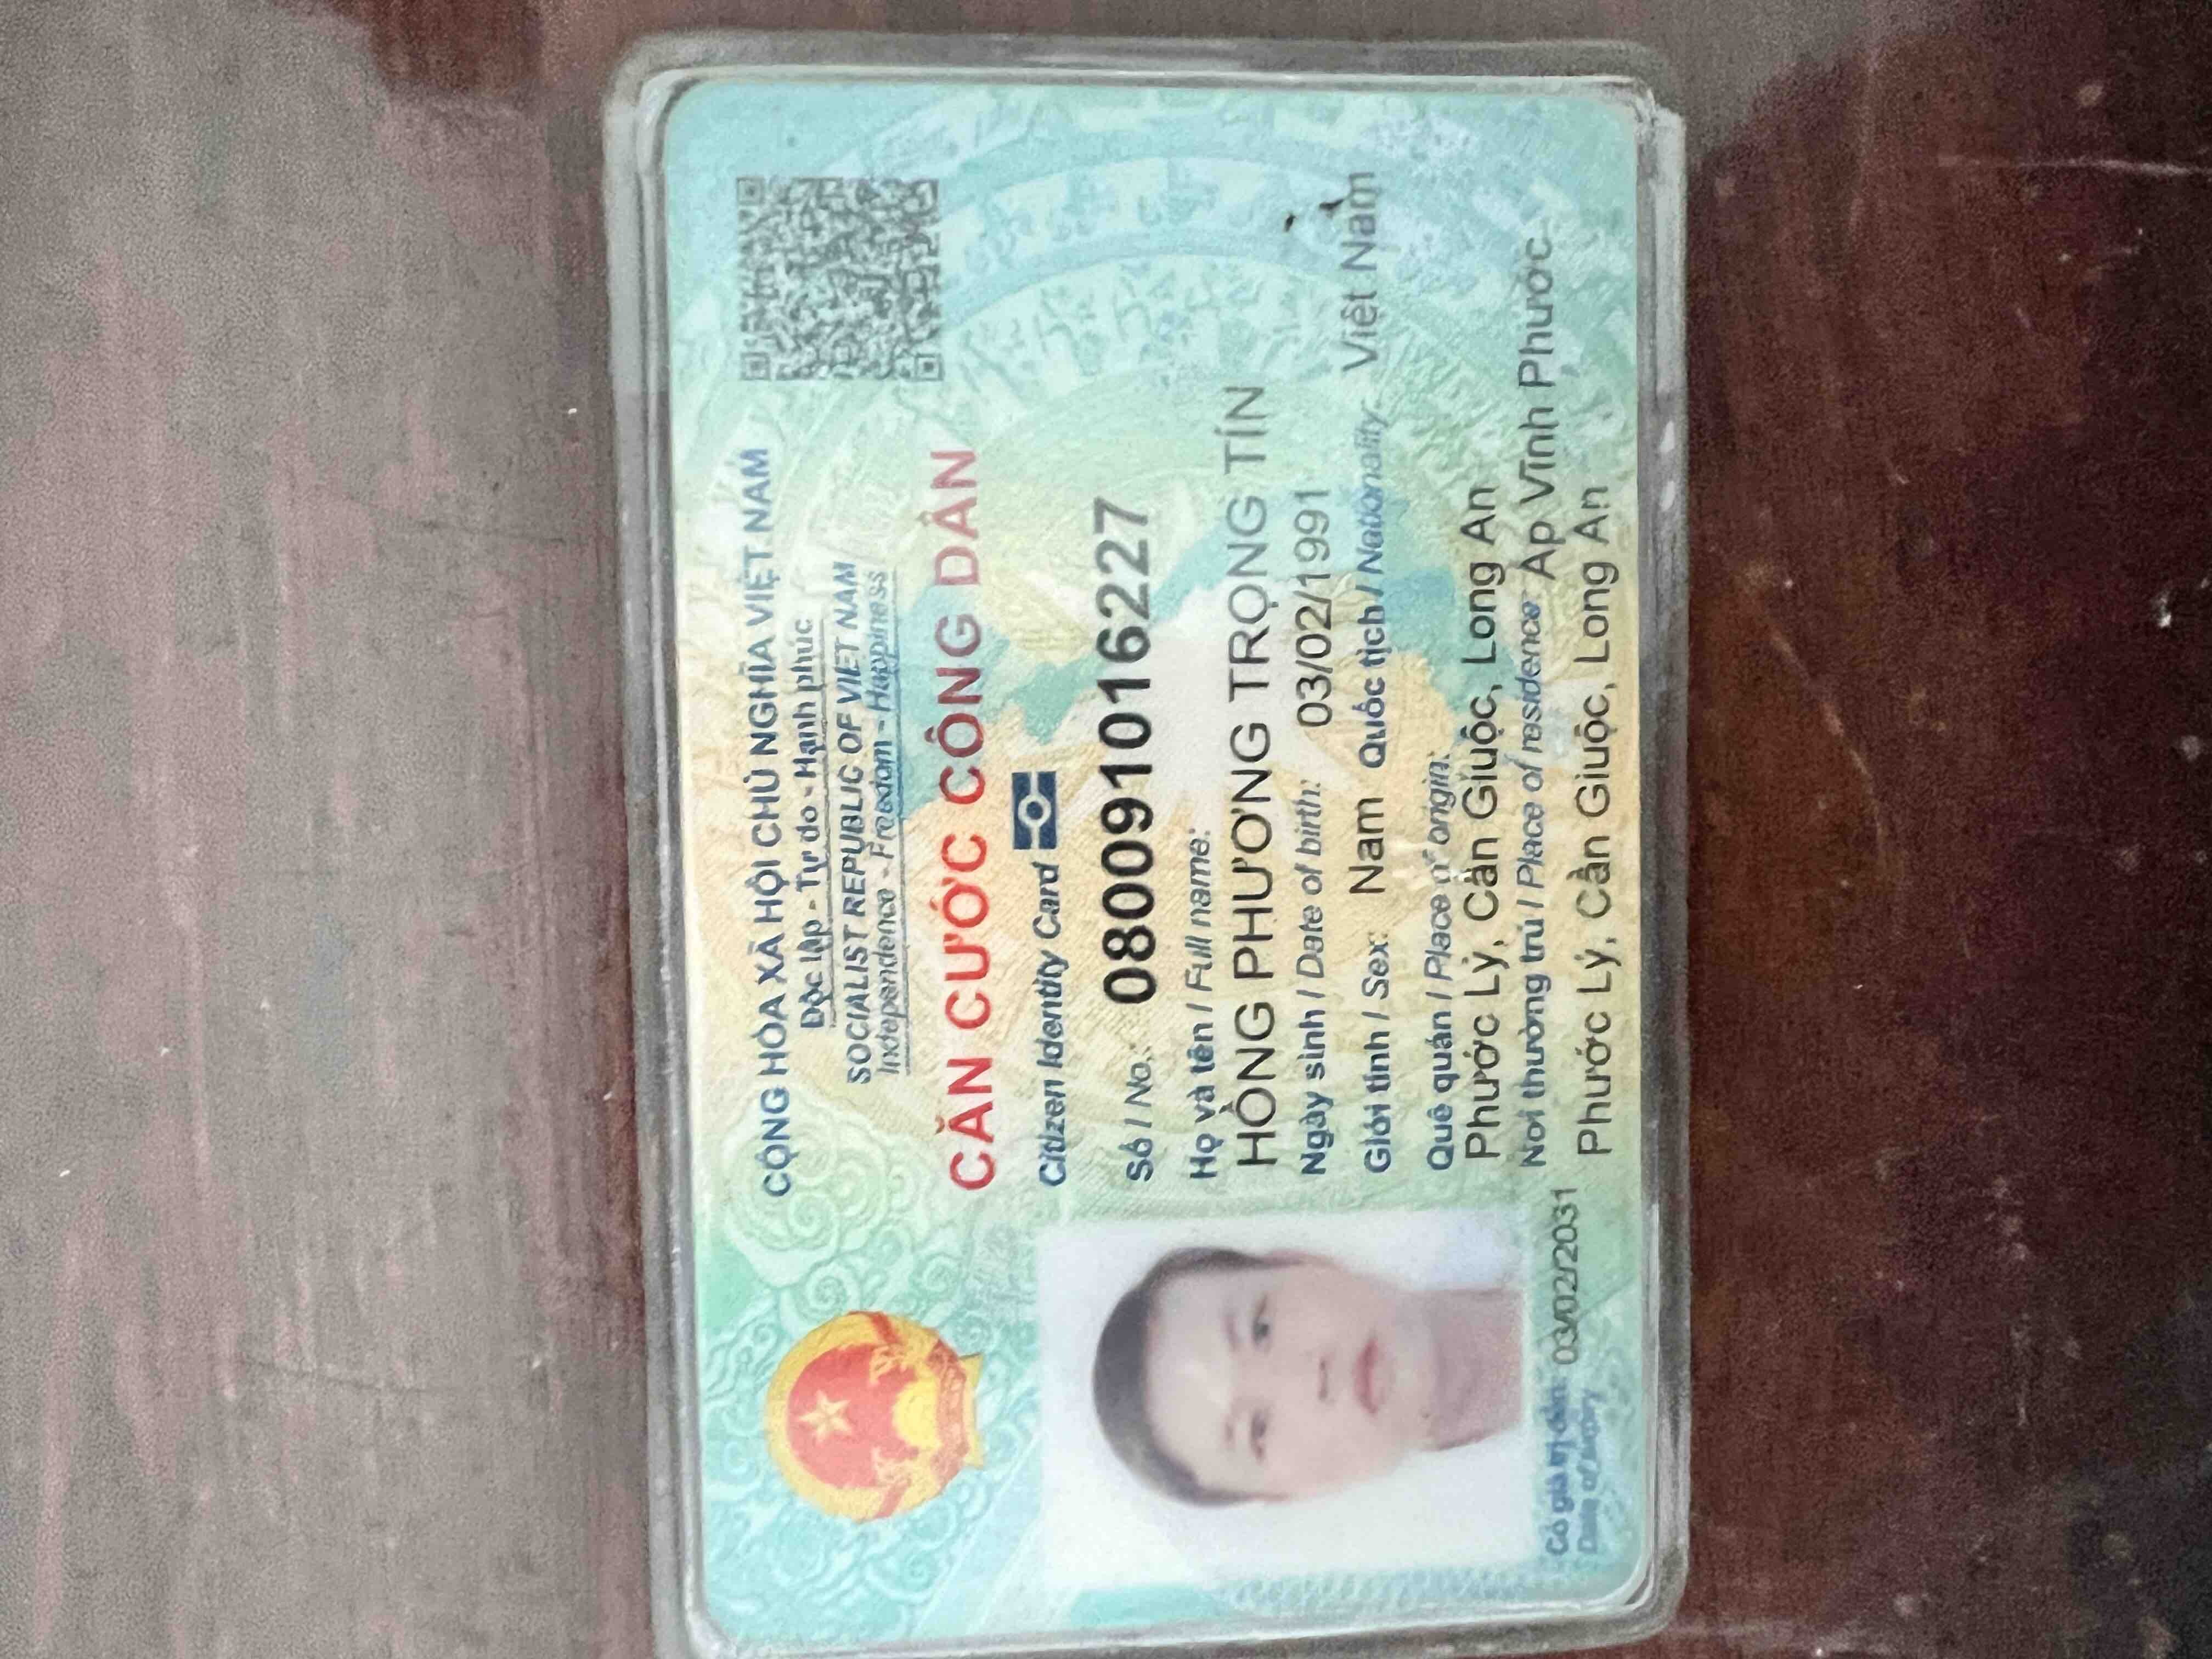 CỘNG HÒA XÃ HỘI CHỦ NGHĨA VIỆT NAM
Độc lập - Tự do - Hạnh phúc
SOCIALIST REPUBLIC OF VIET NAM
Independence - Freedom - Happiness
CĂN CƯỚC CÔNG DÂN
Citizen Identity Card
Số / No.: 080091016227
Họ và tên / Full name:
HỒNG PHƯƠNG TRỌNG TÍN
Ngày sinh / Date of birth: 03/02/1991
Giới tính / Sex: Nam Quốc tịch / Nationality: Việt Nam
Quê quán / Place of origin:
Phước Lý, Cần Giuộc, Long An
Nơi thường trú / Place of residence: Ấp Vĩnh Phước
Phước Lý, Cần Giuộc, Long An
Có giá trị đến: 03/02/2031
Date of expiry